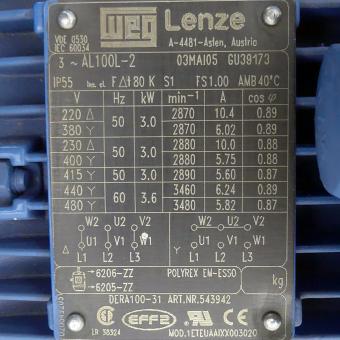 VDE 0530
IEC 60034
WEG
Lenze
A-4481-Asten, Austria
3 ~ AL100L-2 03MAI05 GU39173
IP55 Ins.cl. F Δt 80 K S1 FS1.00 AMB40°C
V Hz kW min⁻¹ A cos φ
220 Δ 50 3.0 2870 10.4 0.89
380 Y 2870 6.02 0.89
230 Δ 50 3.0 2880 10.0 0.88
400 Y 2880 5.75 0.88
415 Y 50 3.0 2890 5.60 0.87
440 Y 60 3.6 3460 6.24 0.89
480 Y 3480 5.82 0.87
W2 U2 V2 W2 U2 V2
Δ U1 V1 W1 Y U1 V1 W1
L1 L2 L3 L1 L2 L3
6206-ZZ POLYREX EM-ESSO
6205-ZZ kg
DERA100-31 ART.NR.543942
LR 38324
EFF2
MOD.1ETEUAAIXX003020